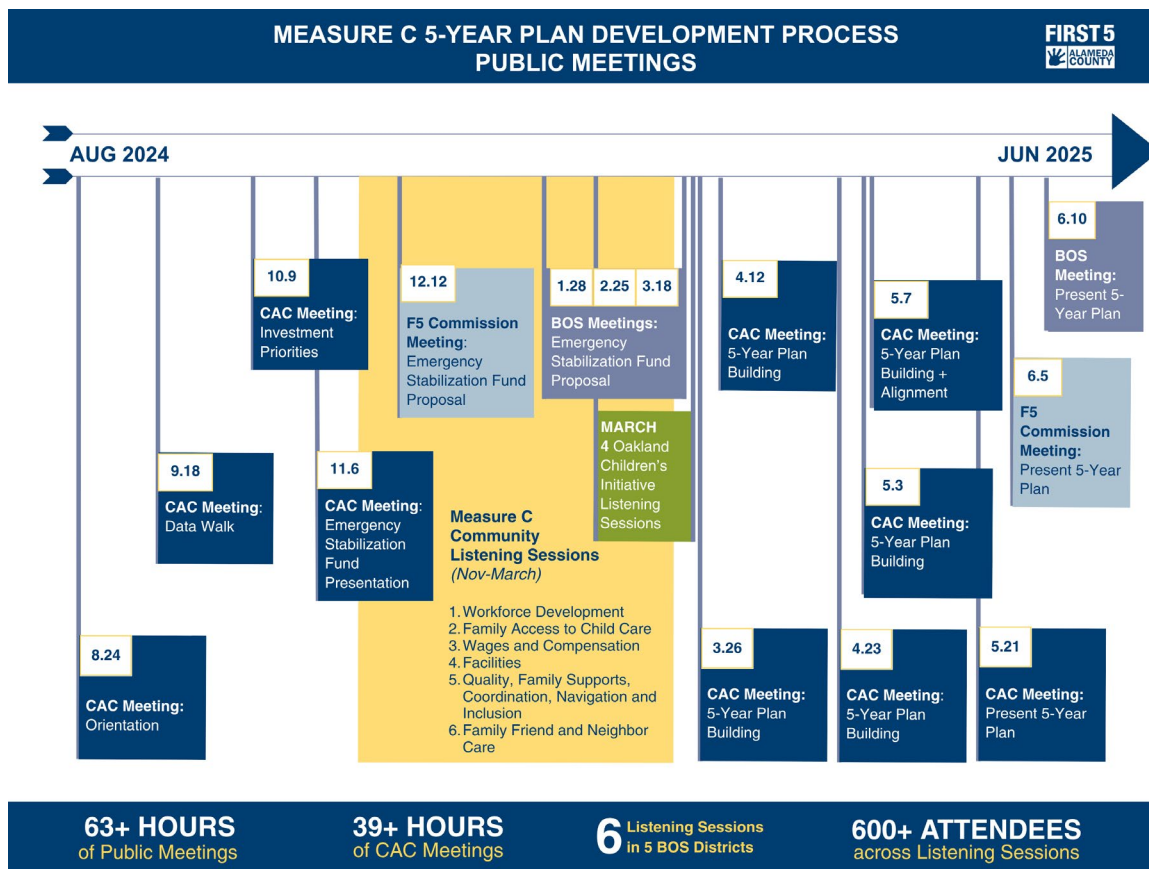 MEASURE C 5-YEAR PLAN DEVELOPMENT PROCESS
PUBLIC MEETINGS
FIRST 5
ALAMEDA
COUNTY
AUG 2024
JUN 2025
8.24
CAC Meeting:
Orientation
9.18
CAC Meeting:
Data Walk
10.9
CAC Meeting:
Investment
Priorities
11.6
CAC Meeting:
Emergency
Stabilization
Fund
Presentation
12.12
F5 Commission
Meeting:
Emergency
Stabilization Fund
Proposal
Measure C
Community
Listening Sessions
(Nov-March)
1. Workforce Development
2. Family Access to Child Care
3. Wages and Compensation
4. Facilities
5. Quality, Family Supports,
Coordination, Navigation and
Inclusion
6. Family Friend and Neighbor
Care
1.28
2.25
3.18
BOS Meetings:
Emergency
Stabilization Fund
Proposal
MARCH
4 Oakland
Children's
Initiative
Listening
Sessions
3.26
CAC Meeting:
5-Year Plan
Building
4.12
CAC Meeting:
5-Year Plan
Building
4.23
CAC Meeting:
5-Year Plan
Building
5.3
CAC Meeting:
5-Year Plan
Building
5.7
CAC Meeting:
5-Year Plan
Building +
Alignment
5.21
CAC Meeting:
Present 5-Year
Plan
6.5
F5
Commission
Meeting:
Present 5-Year
Plan
6.10
BOS
Meeting:
Present 5-
Year Plan
63+ HOURS
of Public Meetings
39+ HOURS
of CAC Meetings
6 Listening Sessions
in 5 BOS Districts
600+ ATTENDEES
across Listening Sessions